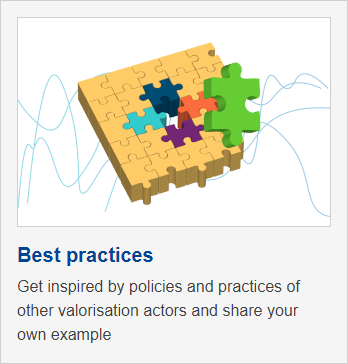 Best practices
Get inspired by policies and practices of
other valorisation actors and share your
own example